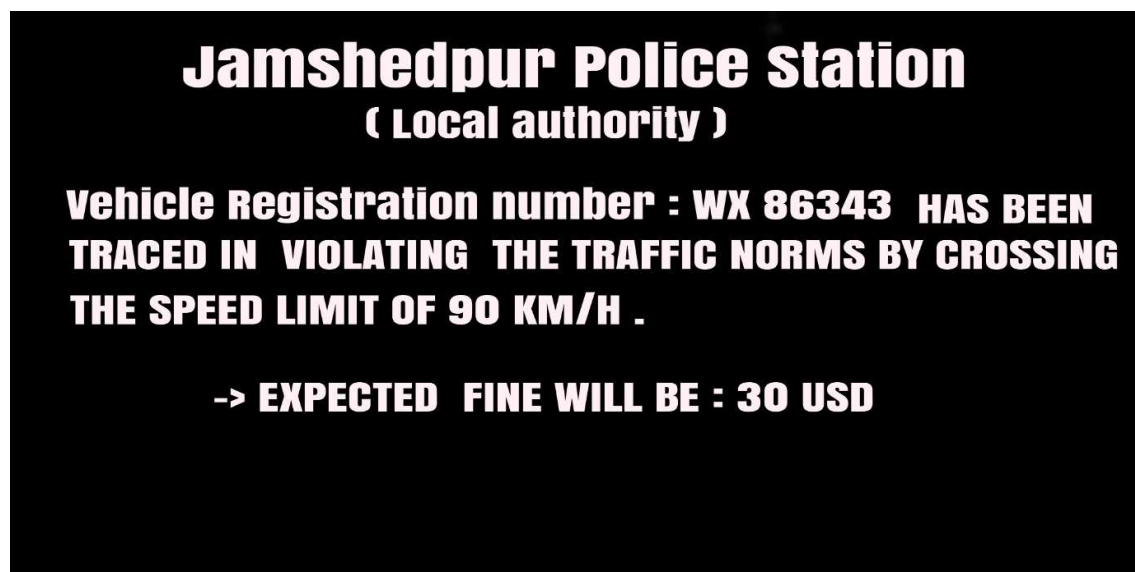 Jamshedpur Police Station
( Local authority )
Vehicle Registration number : WX 86343 HAS BEEN
TRACED IN VIOLATING THE TRAFFIC NORMS BY CROSSING
THE SPEED LIMIT OF 90 KM/H .
-> EXPECTED FINE WILL BE : 30 USD